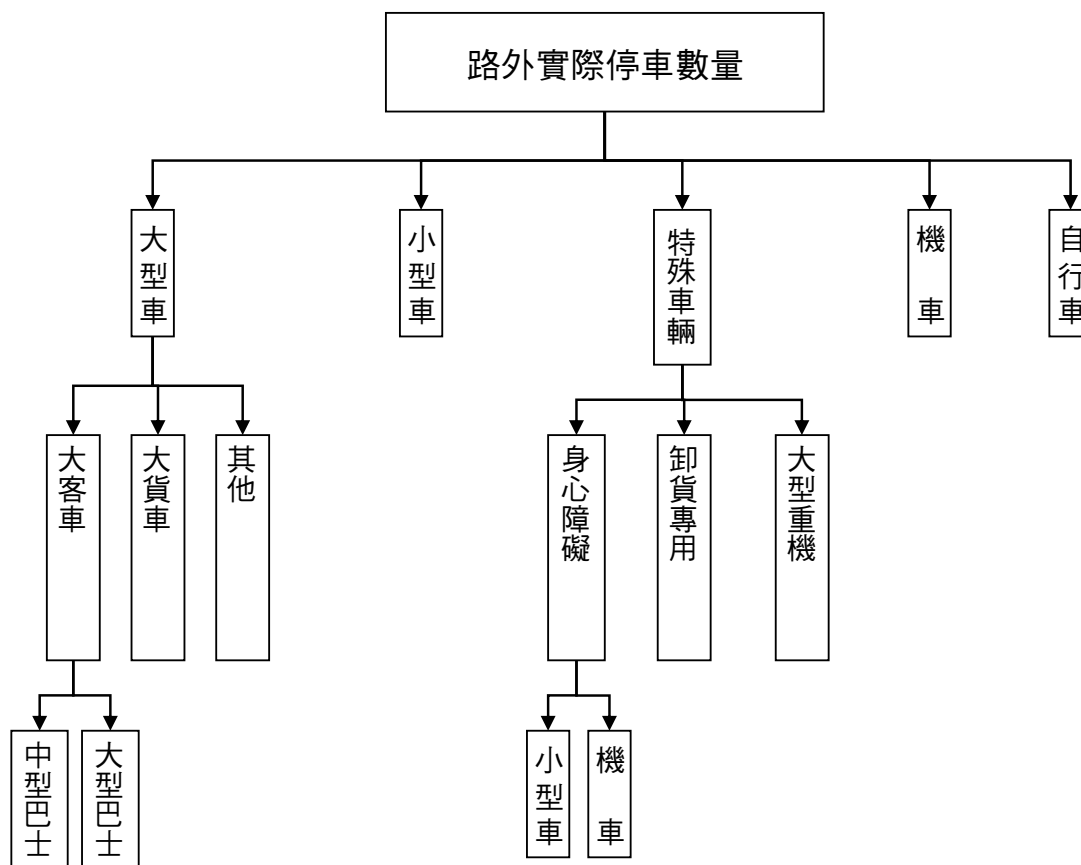 路外實際停車數量
大型車
小型車
特殊車輛
機車
自行車
大客車
大貨車
其他
身心障礙
卸貨專用
大型重機
中型巴士
大型巴士
小型車
機車